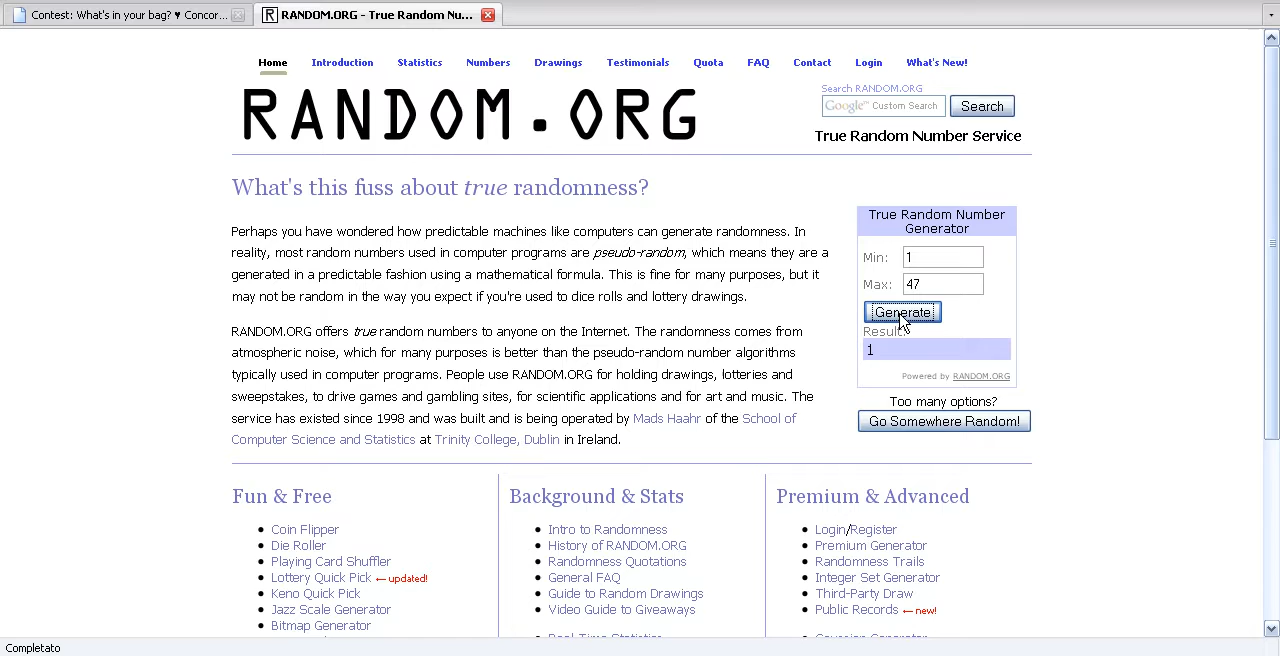 Contest: What's in your bag? ♥ Concor...
RANDOM.ORG - True Random Nu...
Home Introduction Statistics Numbers Drawings Testimonials Quota FAQ Contact Login What's New!
RANDOM.ORG
Search RANDOM.ORG
Google™ Custom Search Search
True Random Number Service
What's this fuss about true randomness?
Perhaps you have wondered how predictable machines like computers can generate randomness. In
reality, most random numbers used in computer programs are pseudo-random, which means they are a
generated in a predictable fashion using a mathematical formula. This is fine for many purposes, but it
may not be random in the way you expect if you're used to dice rolls and lottery drawings.
RANDOM.ORG offers true random numbers to anyone on the Internet. The randomness comes from
atmospheric noise, which for many purposes is better than the pseudo-random number algorithms
typically used in computer programs. People use RANDOM.ORG for holding drawings, lotteries and
sweepstakes, to drive games and gambling sites, for scientific applications and for art and music. The
service has existed since 1998 and was built and is being operated by Mads Haahr of the School of
Computer Science and Statistics at Trinity College, Dublin in Ireland.
True Random Number
Generator
Min: 1
Max: 47
Generate
Result:
1
Powered by RANDOM.ORG
Too many options?
Go Somewhere Random!
Fun & Free
Coin Flipper
Die Roller
Playing Card Shuffler
Lottery Quick Pick ← updated!
Keno Quick Pick
Jazz Scale Generator
Bitmap Generator
Background & Stats
Intro to Randomness
History of RANDOM.ORG
Randomness Quotations
General FAQ
Guide to Random Drawings
Video Guide to Giveaways
Real-Time Statistics
Premium & Advanced
Login/Register
Premium Generator
Randomness Trails
Integer Set Generator
Third-Party Draw
Public Records ← new!
Gaussian Generator
Completato